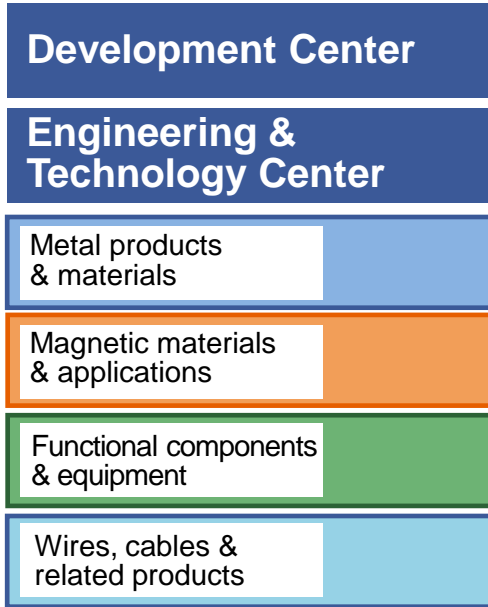 Development Center
Engineering &
Technology Center
Metal products
& materials
Magnetic materials
& applications
Functional components
& equipment
Wires, cables &
related products